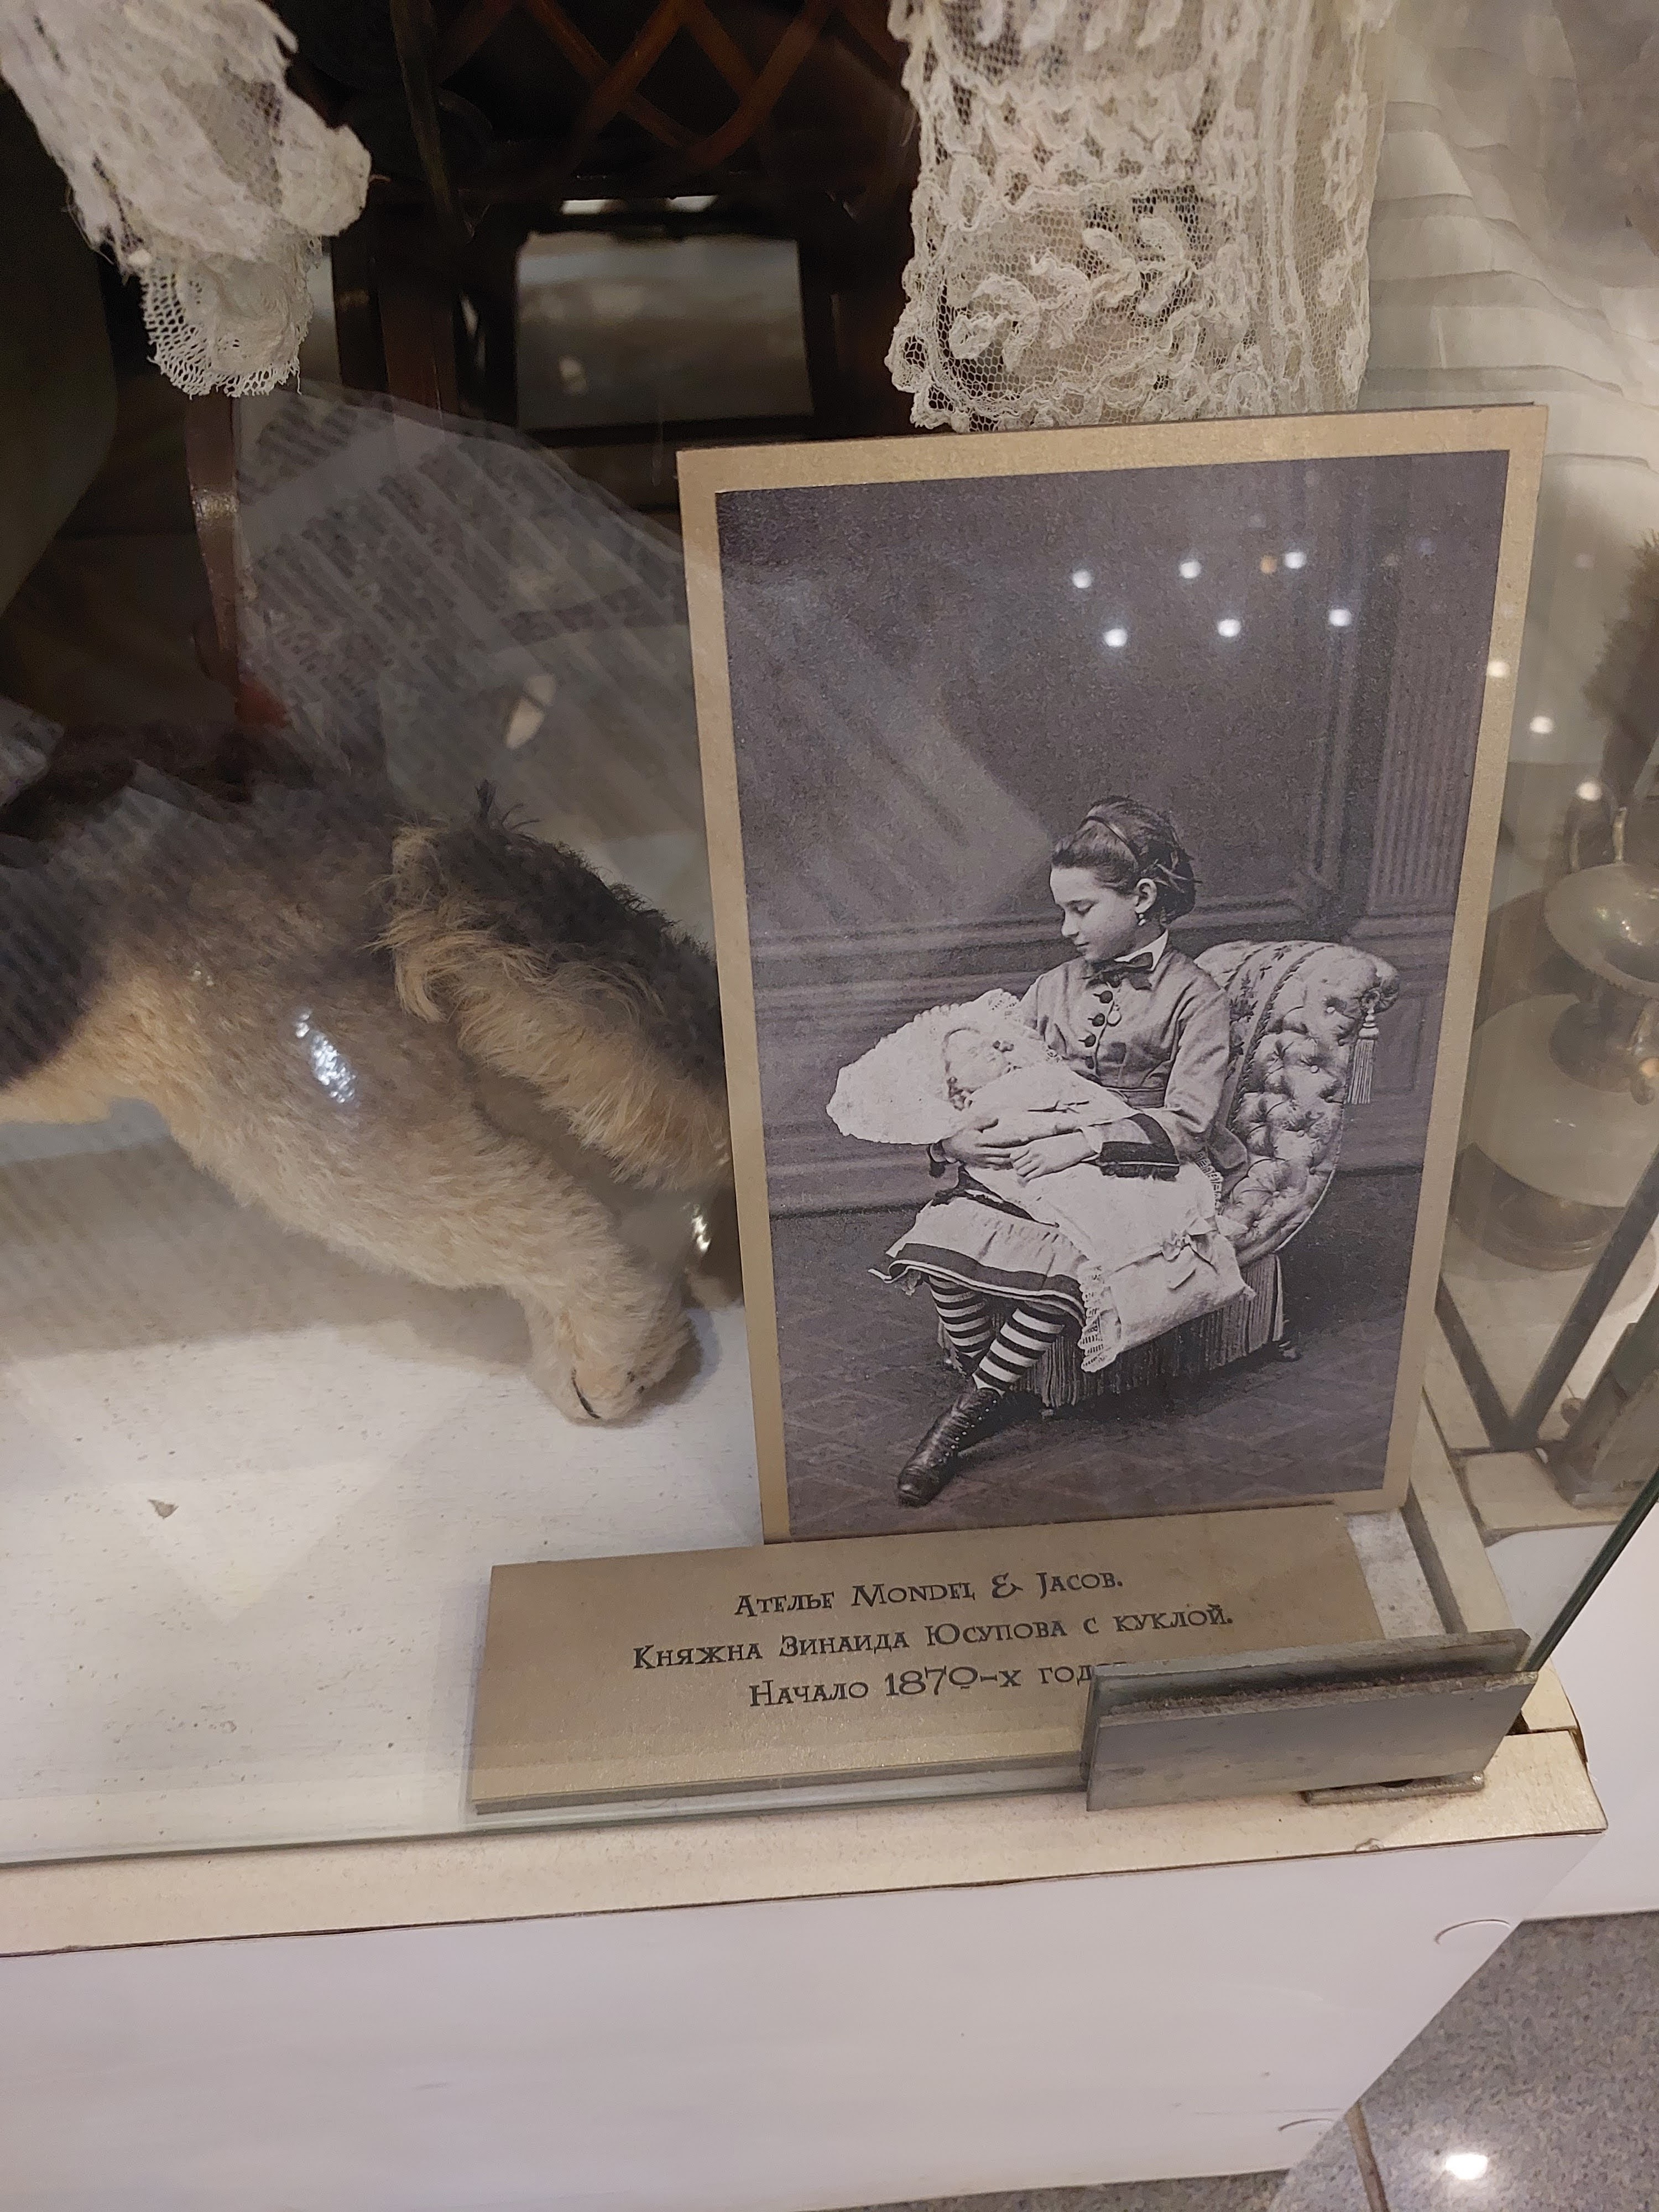 Ателье Mondel & Jacob.
Княжна Зинаида Юсупова с куклой.
Начало 1870-х